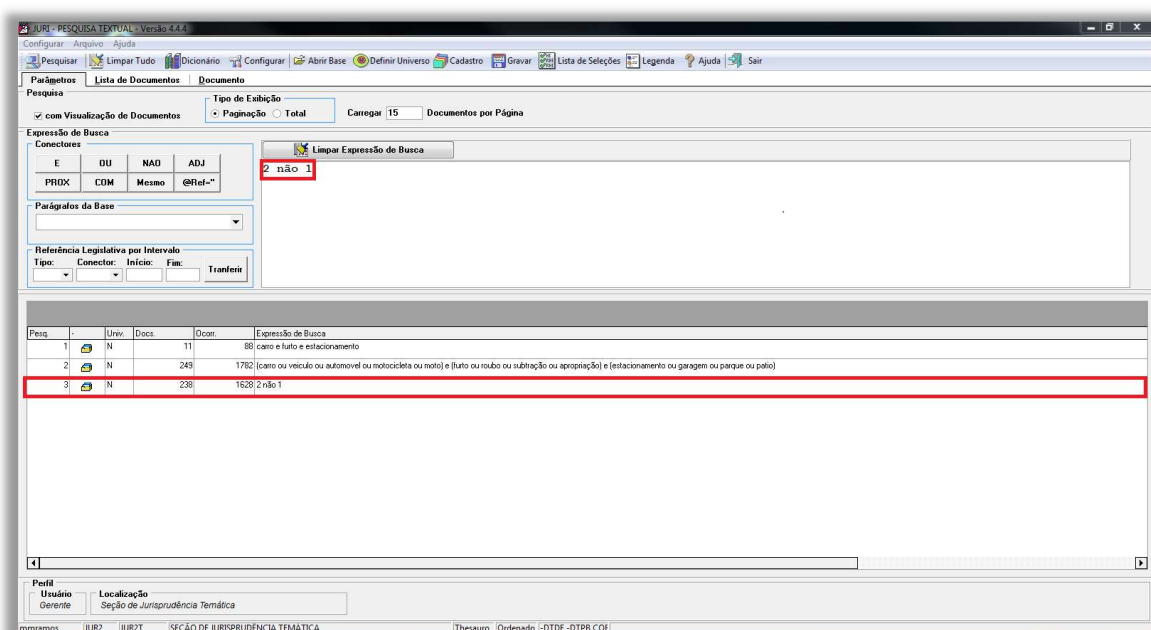 JURI - PESQUISA TEXTUAL - Versão 4.4.4
Configurar Arquivo Ajuda
Pesquisar Limpar Tudo Dicionário Configurar Abrir Base Definir Universo Cadastro Gravar Lista de Seleções Legenda Ajuda Sair
Parâmetros Lista de Documentos Documento
Pesquisa
Tipo de Exibição
com Visualização de Documentos Paginação Total Carregar 15 Documentos por Página
Expressão de Busca
Conectores
Limpar Expressão de Busca
E OU NAO ADJ
2 não 1
PROX COM Mesmo @Ref="
Parágrafos da Base
Referência Legislativa por Intervalo
Tipo: Conector: Início: Fim:
Tranferir
Pesq. - Univ. Docs. Ocorr. Expressão de Busca
1 N 11 88 carro e furto e estacionamento
2 N 249 1782 (carro ou veiculo ou automovel ou motocicleta ou moto) e (furto ou roubo ou subtração ou apropriação) e (estacionamento ou garagem ou parque ou patio)
3 N 238 1628 2 não 1
Perfil
Usuário Localização
Gerente Seção de Jurisprudência Temática
mmramos JUR2 JUR2T SEÇÃO DE JURISPRUDÊNCIA TEMÁTICA Thesauro Ordenado -DTDE -DTPB COE